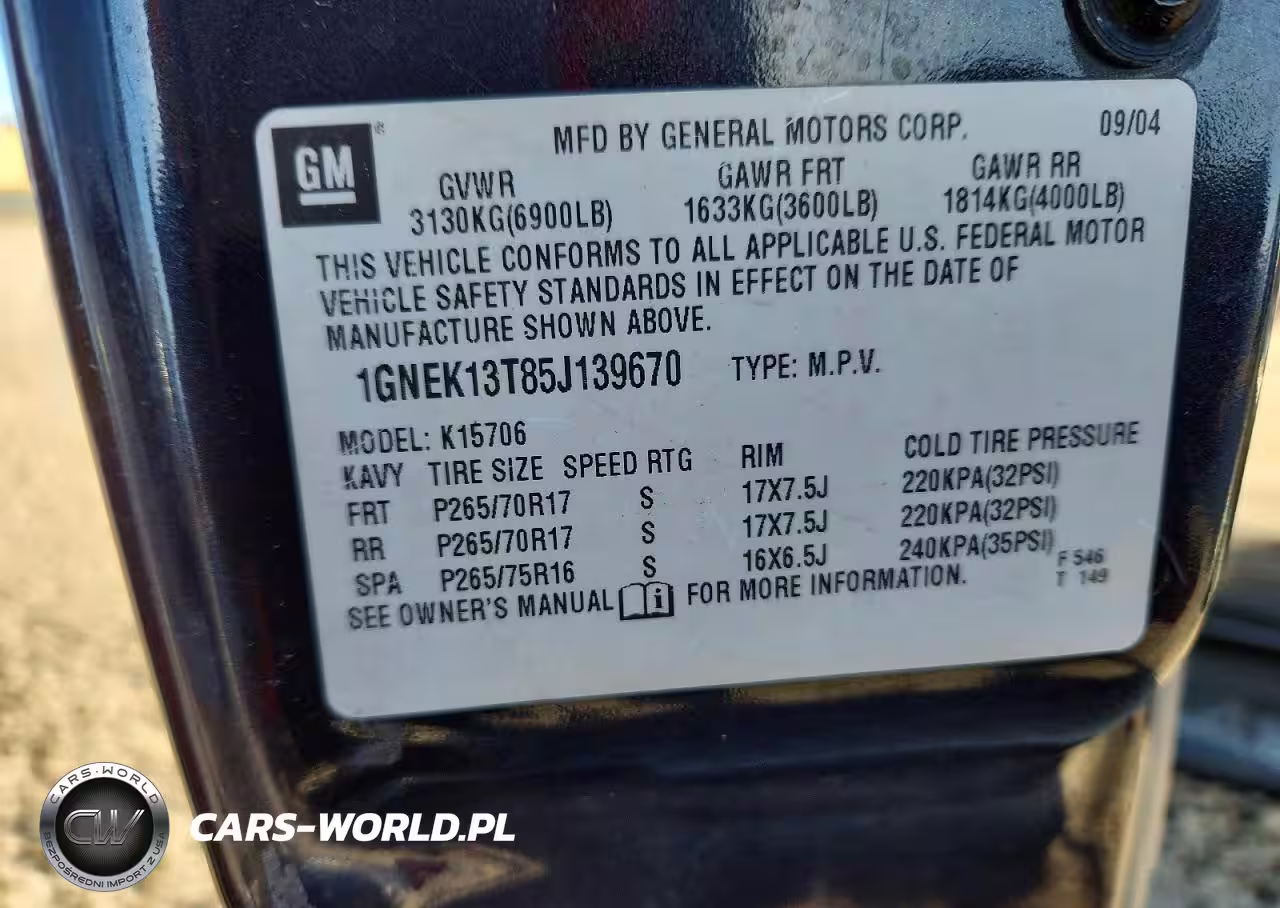 GM ®
MFD BY GENERAL MOTORS CORP. 09/04
GVWR GAWR FRT GAWR RR
3130KG(6900LB) 1633KG(3600LB) 1814KG(4000LB)
THIS VEHICLE CONFORMS TO ALL APPLICABLE U.S. FEDERAL MOTOR
VEHICLE SAFETY STANDARDS IN EFFECT ON THE DATE OF
MANUFACTURE SHOWN ABOVE.
1GNEK13T85J139670 TYPE: M.P.V.
MODEL: K15706
KAVY TIRE SIZE SPEED RTG RIM COLD TIRE PRESSURE
FRT P265/70R17 S 17X7.5J 220KPA(32PSI)
RR P265/70R17 S 17X7.5J 220KPA(32PSI)
SPA P265/75R16 S 16X6.5J 240KPA(35PSI)
SEE OWNER'S MANUAL i FOR MORE INFORMATION.
F 546
T 149
CARS-WORLD
CW
BEZPOŚREDNI IMPORT Z USA
CARS-WORLD.PL